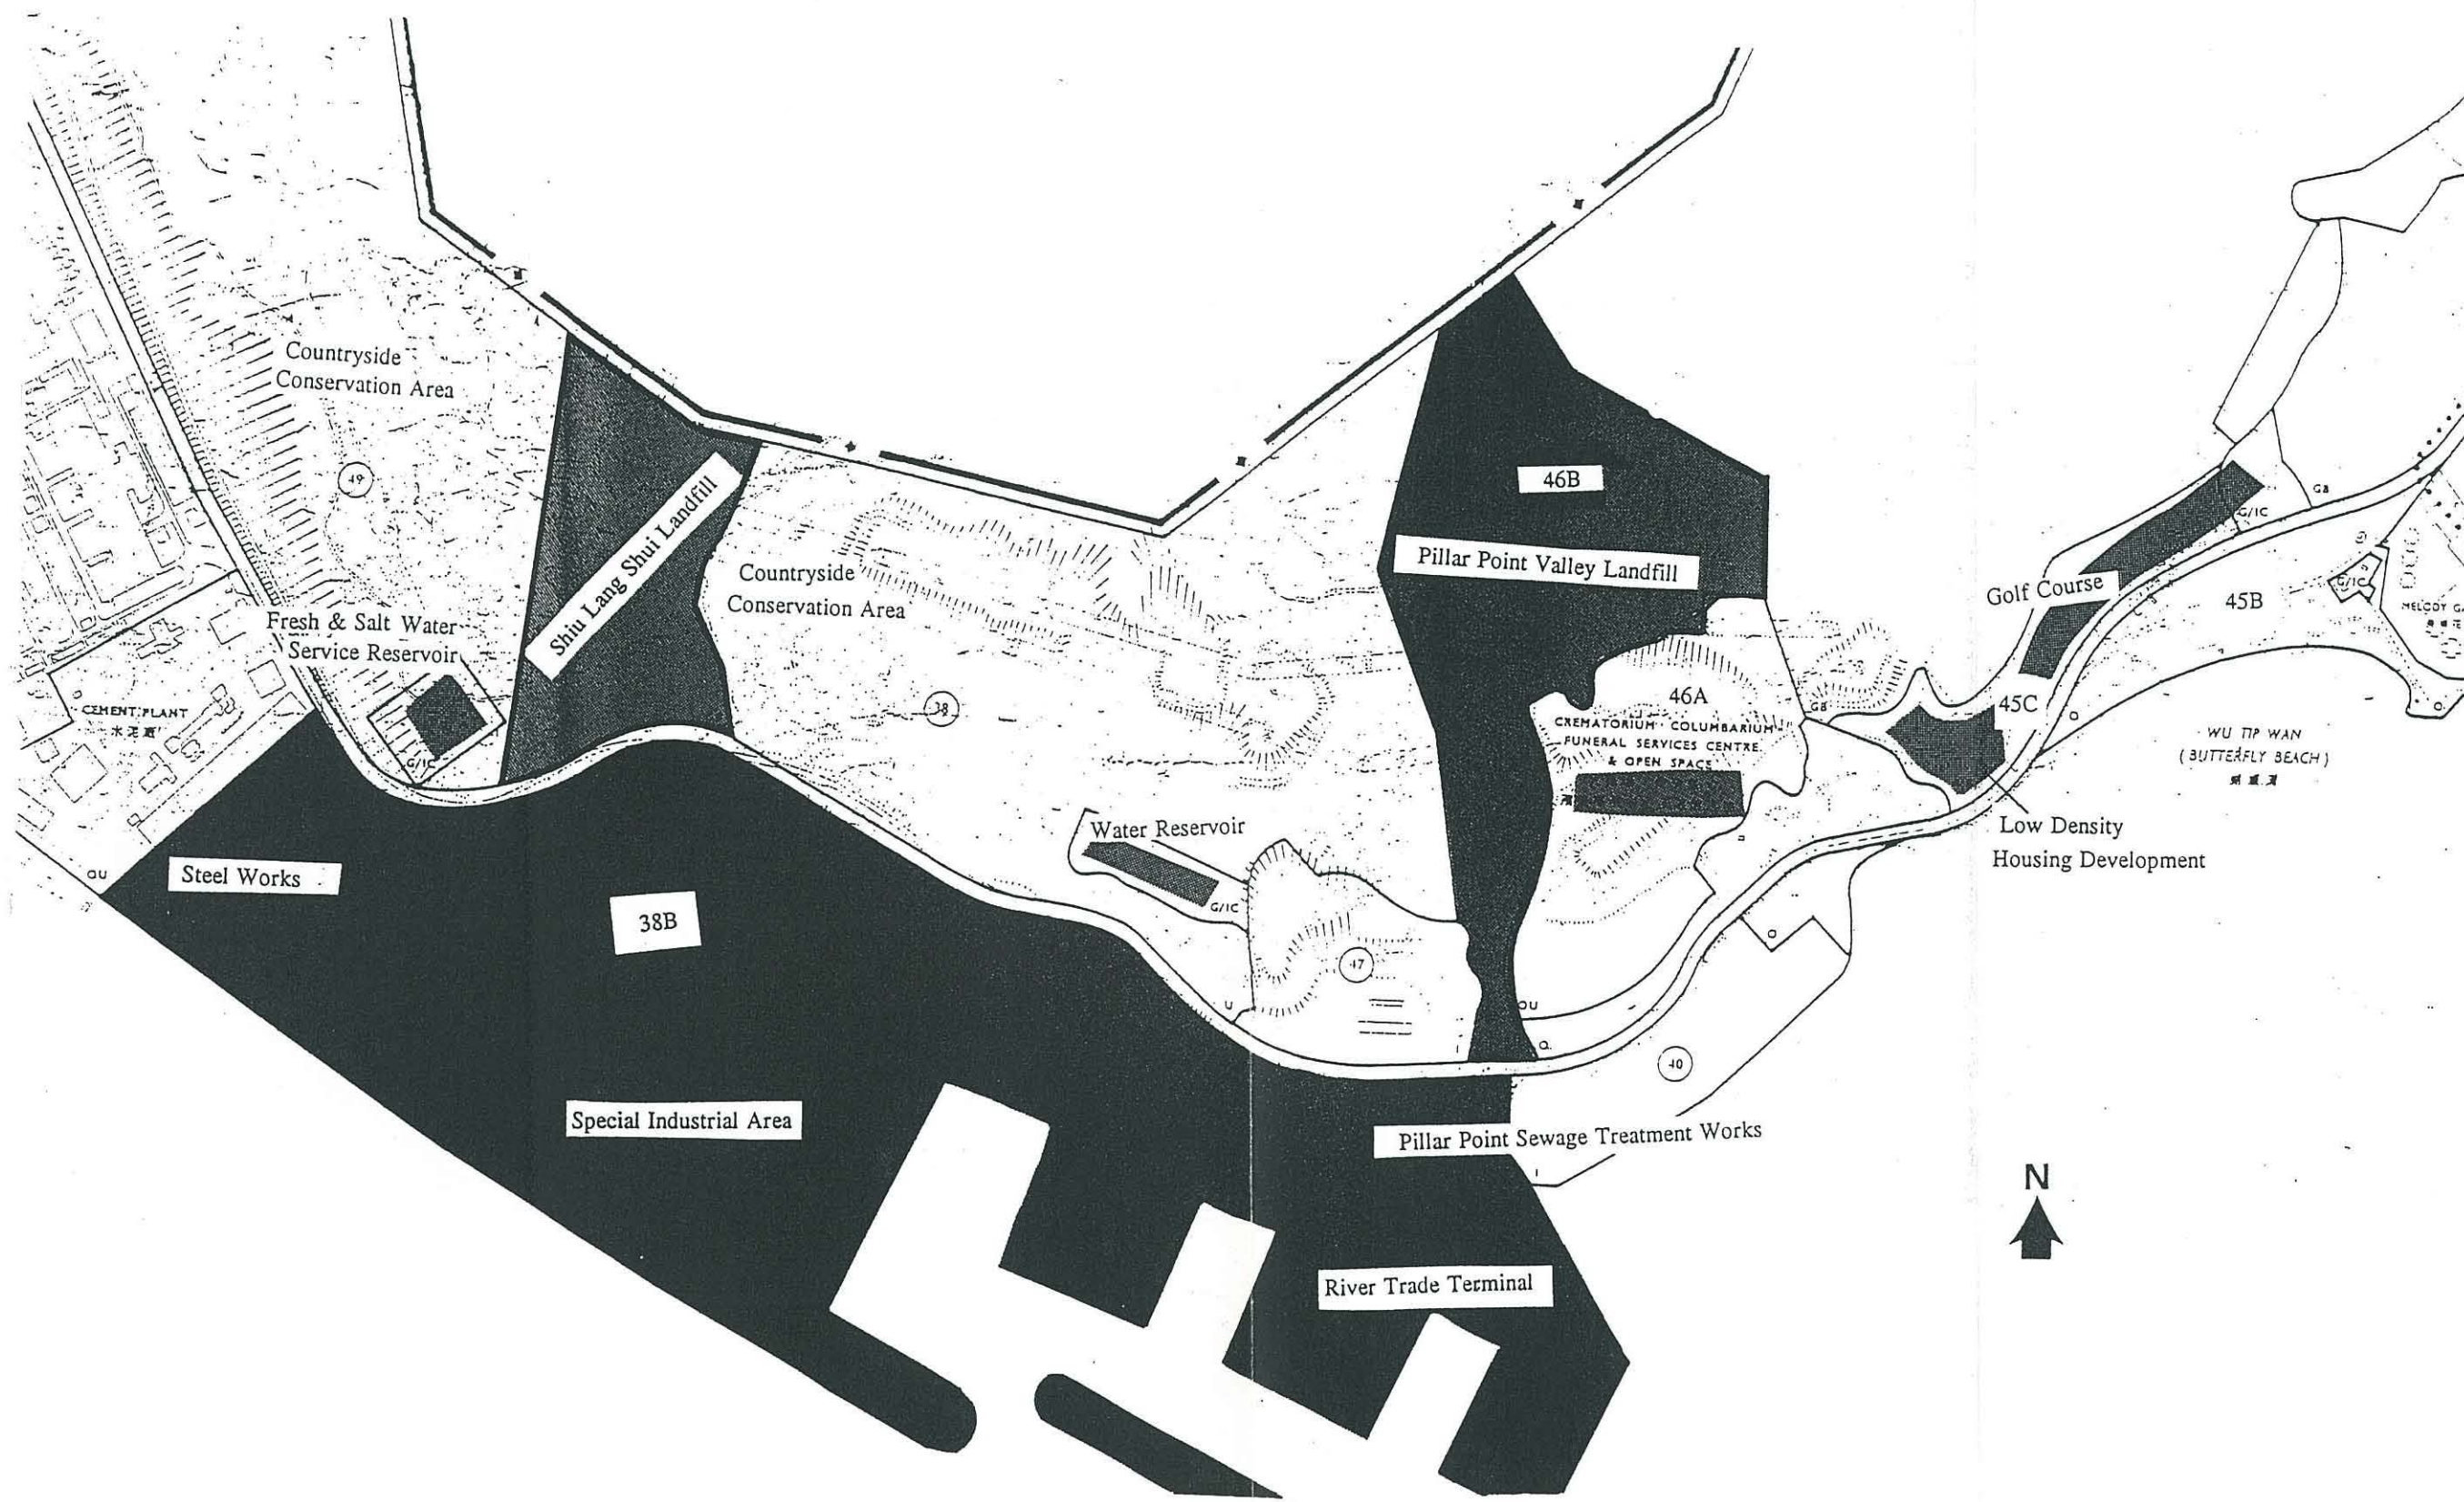 Countryside
Conservation Area
49
Shiu Lang Shui Landfill
46B
Pillar Point Valley Landfill
GB
G/IC
Golf Course
45B
G/IC
Countryside
Conservation Area
Fresh & Salt Water
Service Reservoir
CEMENT PLANT
G/IC
38
46A
CREMATORIUM COLUMBARIUM
FUNERAL SERVICES CENTRE
& OPEN SPACE
GB
45C
O
O
WU TIP WAN
(BUTTERFLY BEACH)
Low Density
Housing Development
Water Reservoir
G/IC
Steel Works
OU
38B
47
O
U
OU
O
40
Special Industrial Area
Pillar Point Sewage Treatment Works
I
N
River Trade Terminal